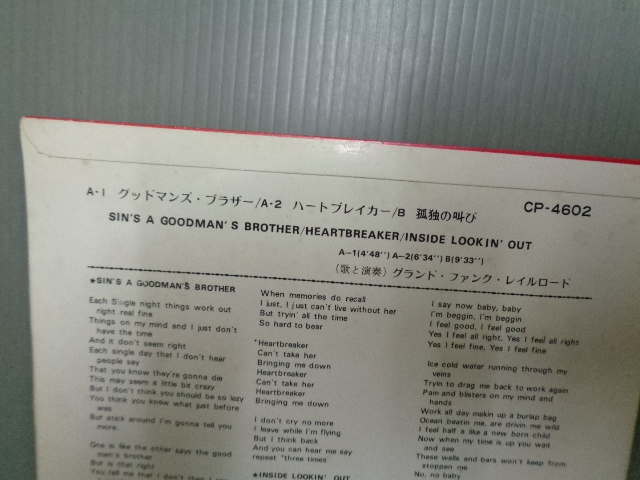 A-1 グッドマンズ・ブラザー/A-2 ハートブレイカー/B 孤独の叫び
CP-4602
SIN'S A GOODMAN'S BROTHER/HEARTBREAKER/INSIDE LOOKIN' OUT
A-1(4'48'') A-2(6'34'') B(9'33'')
(歌と演奏) グランド・ファンク・レイルロード
★SIN'S A GOODMAN'S BROTHER
Each Single night things work out
right real fine
Things on my mind and I just don't
have the time
And it don't seem right
Each single day that I don't hear
people say
That you know they're gonna die
This may seem a little bit crazy
But I don't think you should be so lazy
You think you know what just before
was
But stick around I'm gonna tell you
more
One is like the other says the good
man's brother
But is that right
You tell me that I don't then I
When memories do recall
I just, I just can't live without her
But tryin' all the time
So hard to bear
*Heartbreaker
Can't take her
Bringing me down
Heartbreaker
Can't take her
Heartbreaker
Bringing me down
I don't cry no more
I leave while I'm flying
But I think back
And you can hear me say
repeat *three times
★INSIDE LOOKIN' OUT
I say now beby, baby
I'm beggin, I'm beggin
I feel good, I feel good
Yes I feel all right, Yes I feel all right
Yes I feel fine, Yes I feel fine
Ice cold water running through my
veins
Tryin to drag me back to work again
Pain and blisters on my mind and
hands
Work all day makin up a burlap bag
Ocean beatin me, are drivin me wild
I feel half a like a new born child
Now when my time is up you wait
and see
These walls and bars won't keep from
stoppen me
No, no baby